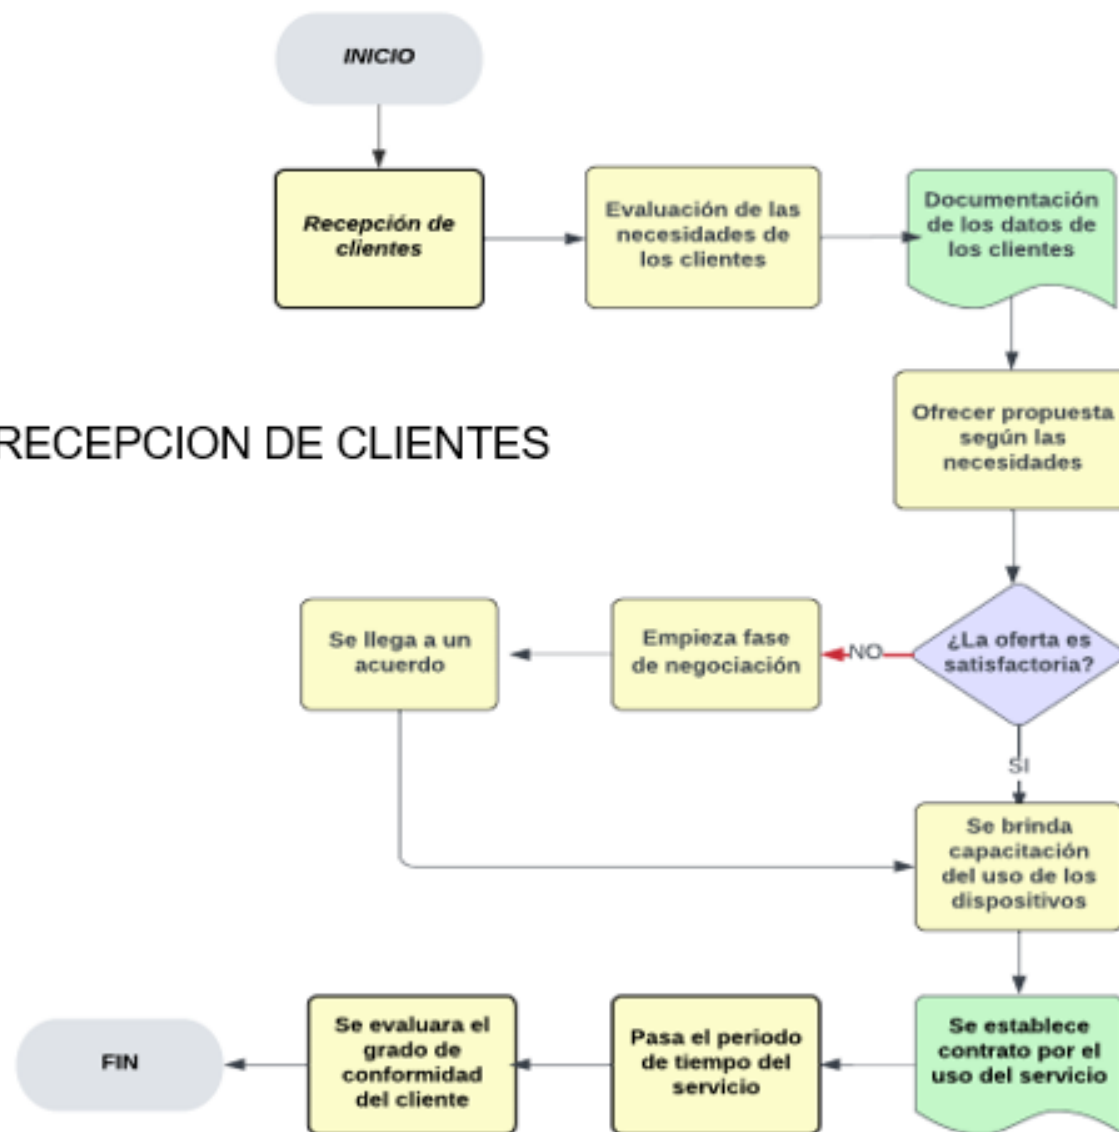 INICIO
Recepción de
clientes
Evaluación de las
necesidades de
los clientes
Documentación
de los datos de
los clientes
Ofrecer propuesta
según las
necesidades
RECEPCION DE CLIENTES
¿La oferta es
satisfactoria?
NO
Empieza fase
de negociación
Se llega a un
acuerdo
SI
Se brinda
capacitación
del uso de los
dispositivos
Se establece
contrato por el
uso del servicio
Pasa el periodo
de tiempo del
servicio
Se evaluara el
grado de
conformidad
del cliente
FIN